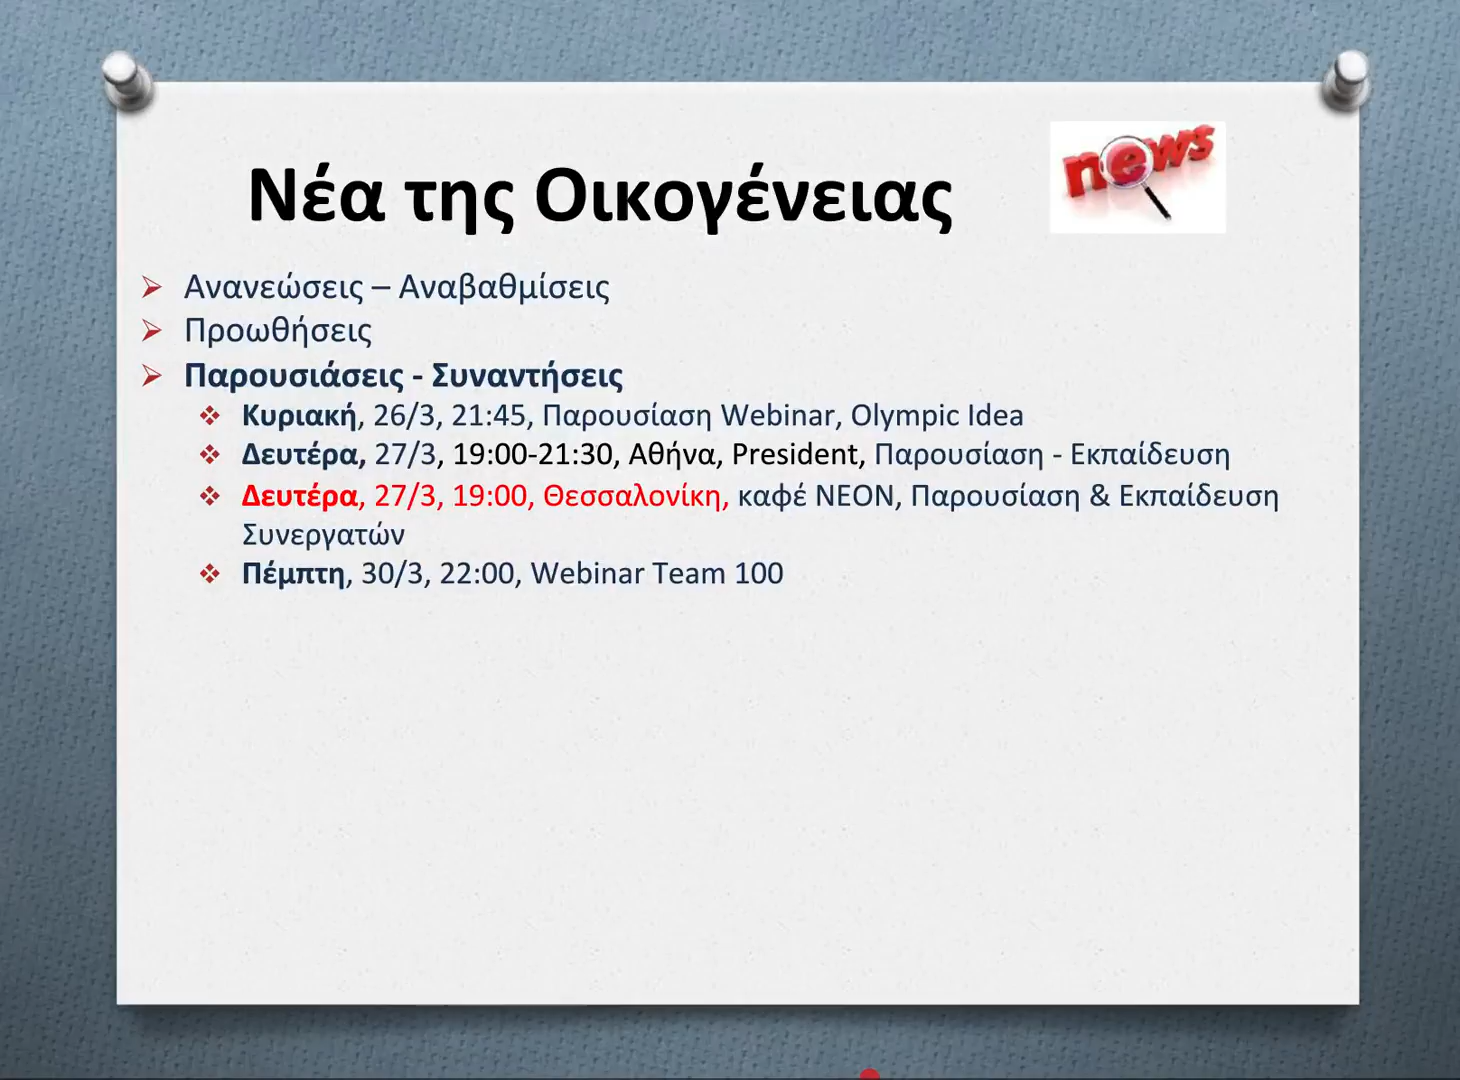 Νέα της Οικογένειας
news
Ανανεώσεις – Αναβαθμίσεις
Προωθήσεις
Παρουσιάσεις - Συναντήσεις
Κυριακή, 26/3, 21:45, Παρουσίαση Webinar, Olympic Idea
Δευτέρα, 27/3, 19:00-21:30, Αθήνα, President, Παρουσίαση - Εκπαίδευση
Δευτέρα, 27/3, 19:00, Θεσσαλονίκη, καφέ ΝΕΟΝ, Παρουσίαση & Εκπαίδευση
Συνεργατών
Πέμπτη, 30/3, 22:00, Webinar Team 100